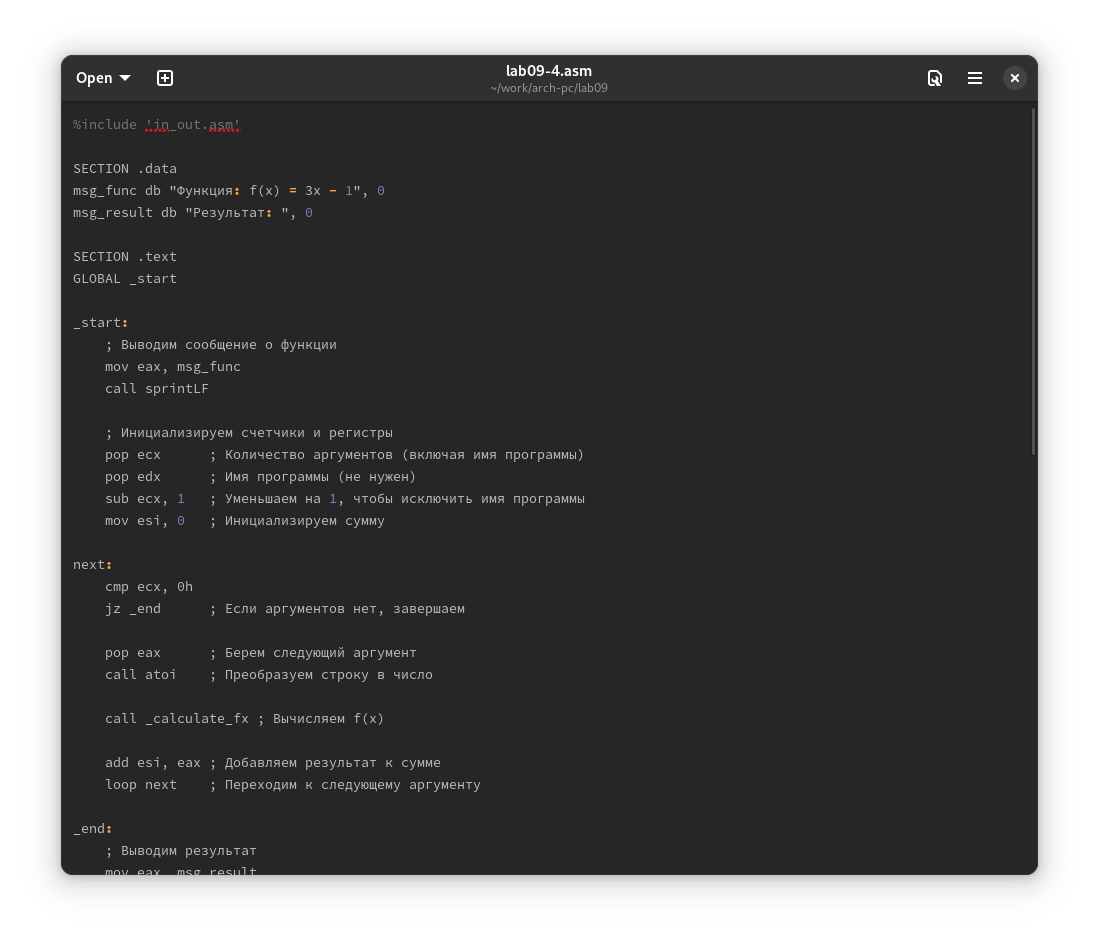 Open
lab09-4.asm
~/work/arch-pc/lab09
%include 'in_out.asm'
SECTION .data
msg_func db "Функция: f(x) = 3x - 1", 0
msg_result db "Результат: ", 0
SECTION .text
GLOBAL _start
_start:
; Выводим сообщение о функции
mov eax, msg_func
call sprintLF
; Инициализируем счетчики и регистры
pop ecx ; Количество аргументов (включая имя программы)
pop edx ; Имя программы (не нужен)
sub ecx, 1 ; Уменьшаем на 1, чтобы исключить имя программы
mov esi, 0 ; Инициализируем сумму
next:
cmp ecx, 0h
jz _end ; Если аргументов нет, завершаем
pop eax ; Берем следующий аргумент
call atoi ; Преобразуем строку в число
call _calculate_fx ; Вычисляем f(x)
add esi, eax ; Добавляем результат к сумме
loop next ; Переходим к следующему аргументу
_end:
; Выводим результат
mov eax, msg_result